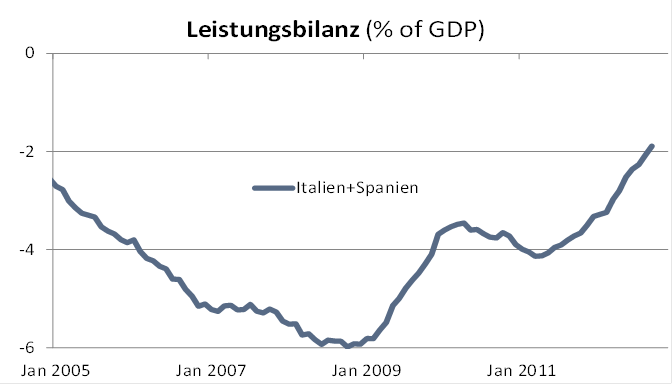 Leistungsbilanz (% of GDP)
0
-2
Italien+Spanien
-4
-6
Jan 2005 Jan 2007 Jan 2009 Jan 2011